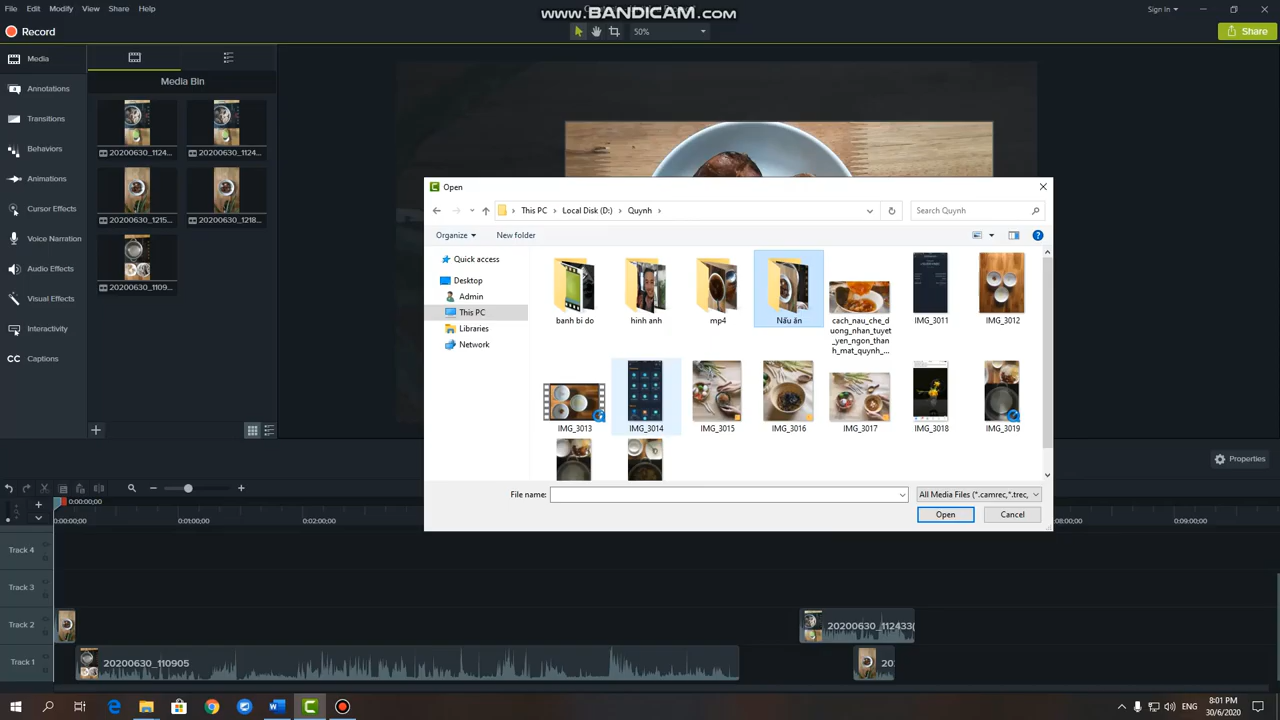 File Edit Modify View Share Help
www.BANDICAM.com
Sign In
Record
50%
Share
Media
Annotations
Transitions
Behaviors
Animations
Cursor Effects
Voice Narration
Audio Effects
Visual Effects
Interactivity
Captions
Media Bin
20200630_1124...
20200630_1124...
20200630_1215...
20200630_1218...
20200630_1109...
Open
This PC > Local Disk (D:) > Quynh >
Search Quynh
Organize
New folder
Quick access
Desktop
Admin
This PC
Libraries
Network
banh bi do
hinh anh
mp4
Nấu ăn
cach_nau_che_d
uong_nhan_tuyet
_yen_ngon_than
h_mat_quynh_...
IMG_3011
IMG_3012
IMG_3013
IMG_3014
IMG_3015
IMG_3016
IMG_3017
IMG_3018
IMG_3019
File name:
All Media Files (*.camrec,*.trec,
Open
Cancel
Properties
0:00:00;00
0:00:00;00
0:01:00;00
0:02:00;00
08:00;00
0:09:00;00
Track 4
Track 3
Track 2
20200630_112433(
Track 1
20200630_110905
20
8:01 PM
30/6/2020